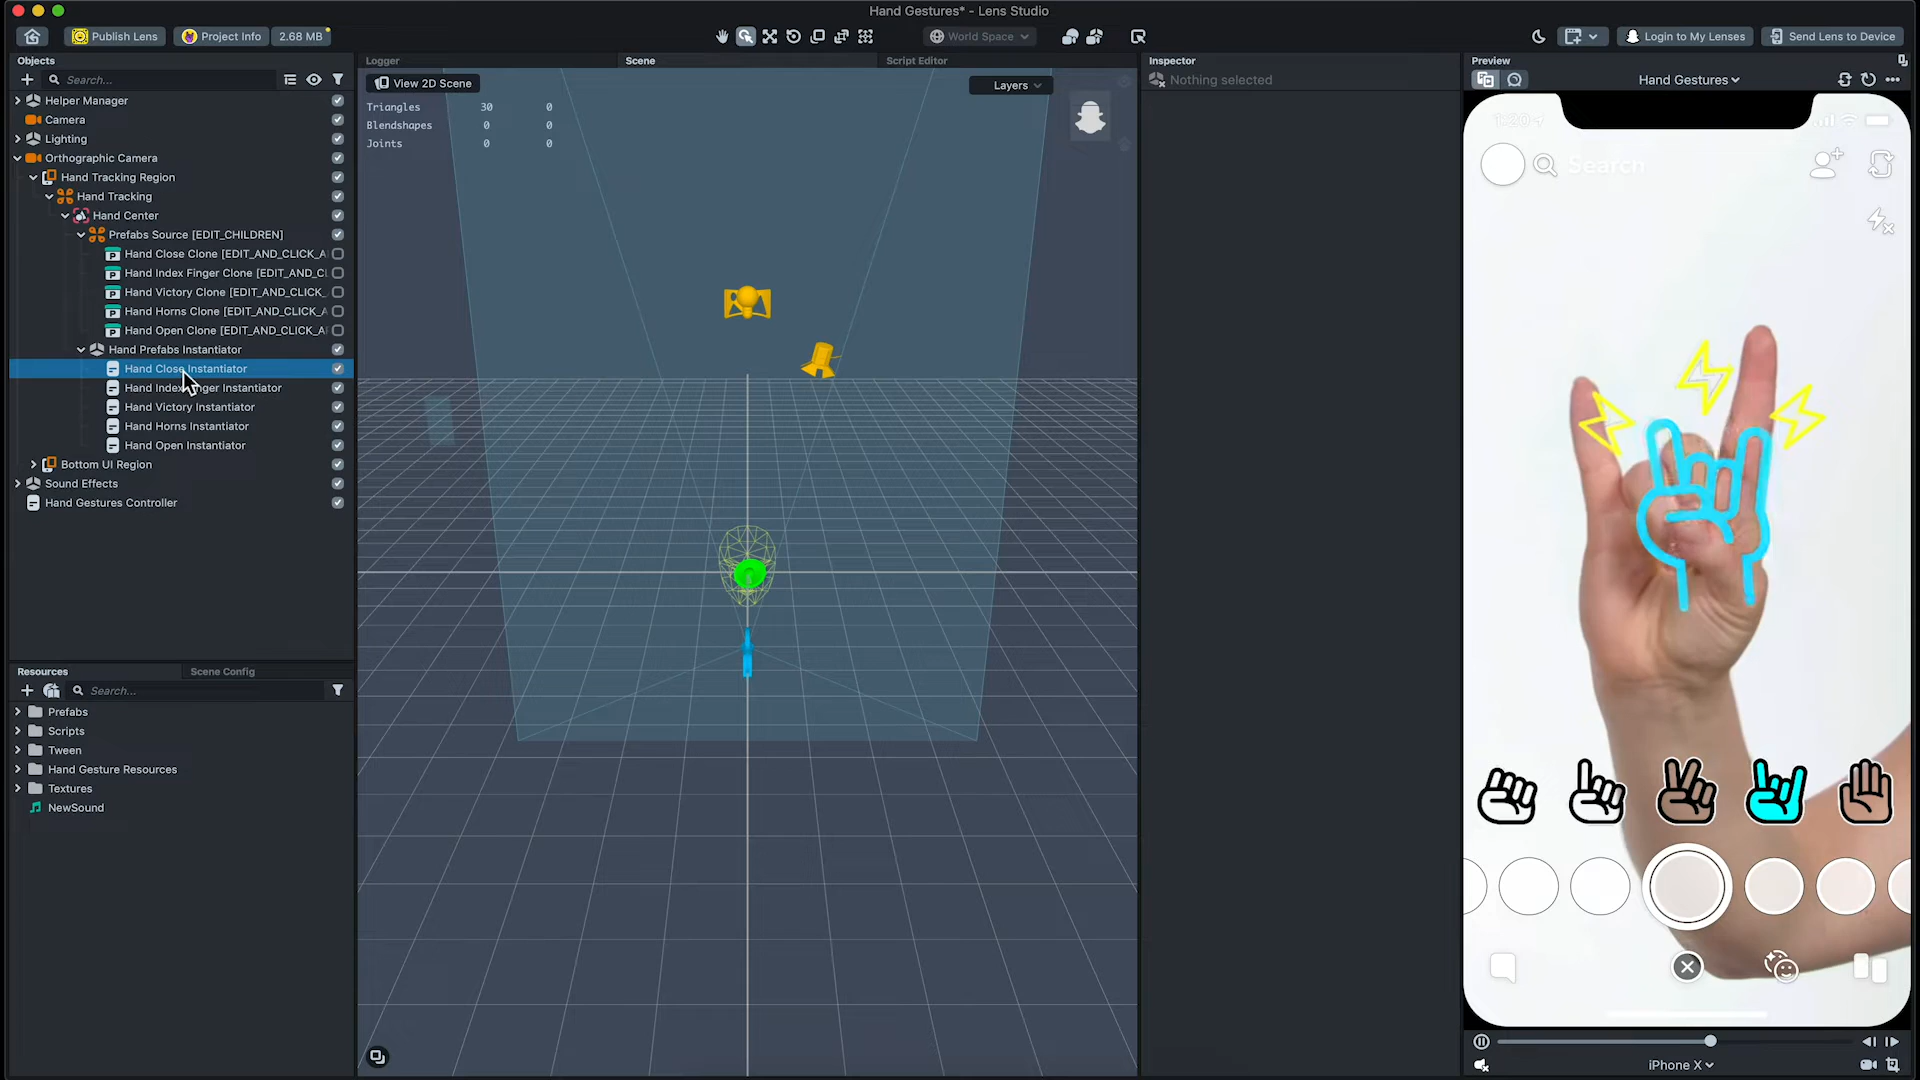 Hand Gestures* - Lens Studio
Publish Lens
Project Info
2.68 MB
World Space
Login to My Lenses
Send Lens to Device
Objects
Search...
Helper Manager
Camera
Lighting
Orthographic Camera
Hand Tracking Region
Hand Tracking
Hand Center
Prefabs Source [EDIT_CHILDREN]
Hand Close Clone [EDIT_AND_CLICK_A
Hand Index Finger Clone [EDIT_AND_CL
Hand Victory Clone [EDIT_AND_CLICK_
Hand Horns Clone [EDIT_AND_CLICK_A
Hand Open Clone [EDIT_AND_CLICK_A
Hand Prefabs Instantiator
Hand Close Instantiator
Hand Index Finger Instantiator
Hand Victory Instantiator
Hand Horns Instantiator
Hand Open Instantiator
Bottom UI Region
Sound Effects
Hand Gestures Controller
Resources
Scene Config
Search...
Prefabs
Scripts
Tween
Hand Gesture Resources
Textures
NewSound
Logger
Scene
Script Editor
View 2D Scene
Layers
Triangles 30 0
Blendshapes 0 0
Joints 0 0
Inspector
Nothing selected
Preview
Hand Gestures
Search
iPhone X